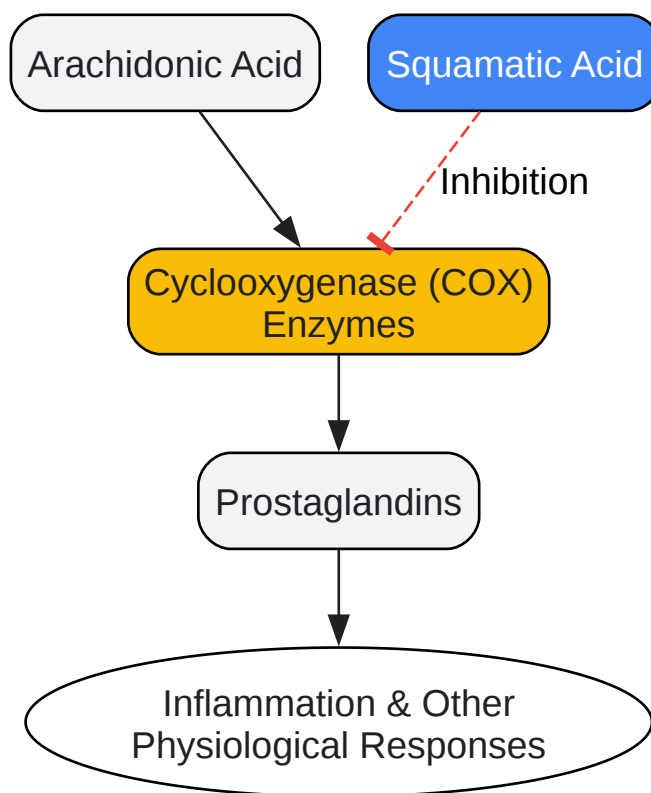 Arachidonic Acid
Squamatic Acid
Inhibition
Cyclooxygenase (COX)
Enzymes
Prostaglandins
Inflammation & Other
Physiological Responses